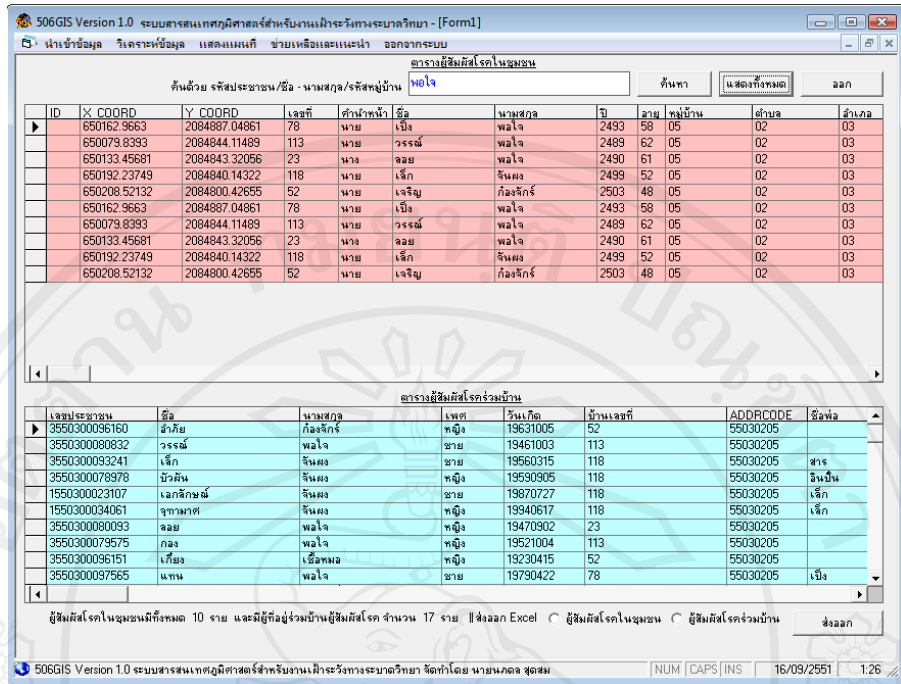 506GIS Version 1.0 ระบบสารสนเทศภูมิศาสตร์สำหรับงานเฝ้าระวังทางระบาดวิทยา - [Form1]
นำเข้าข้อมูล วิเคราะห์ข้อมูล แสดงแผนที่ ช่วยเหลือและแนะนำ ออกจากระบบ
ตารางผู้สัมผัสโรคในชุมชน
ค้นด้วย รหัสประชาชน/ชื่อ - นามสกุล/รหัสหมู่บ้าน พอใจ ค้นหา แสดงทั้งหมด ออก
ID X_COORD Y_COORD เลขที่ คำนำหน้า ชื่อ นามสกุล ปี อายุ หมู่บ้าน ตำบล อำเภอ
650162.9663 2084887.04861 78 นาย เป็ง พอใจ 2493 58 05 02 03
650079.8393 2084844.11489 113 นาย วรรณ์ พอใจ 2489 62 05 02 03
650133.45681 2084843.32056 23 นาง ลอย พอใจ 2490 61 05 02 03
650192.23749 2084840.14322 118 นาย เล็ก จันผง 2499 52 05 02 03
650208.52132 2084800.42655 52 นาย เจริญ ก๋องจักร์ 2503 48 05 02 03
650162.9663 2084887.04861 78 นาย เป็ง พอใจ 2493 58 05 02 03
650079.8393 2084844.11489 113 นาย วรรณ์ พอใจ 2489 62 05 02 03
650133.45681 2084843.32056 23 นาง ลอย พอใจ 2490 61 05 02 03
650192.23749 2084840.14322 118 นาย เล็ก จันผง 2499 52 05 02 03
650208.52132 2084800.42655 52 นาย เจริญ ก๋องจักร์ 2503 48 05 02 03
ตารางผู้สัมผัสโรคร่วมบ้าน
เลขประชาชน ชื่อ นามสกุล เพศ วันเกิด บ้านเลขที่ ADDRCODE ชื่อพ่อ
3550300096160 อำภัย ก๋องจักร์ หญิง 19631005 52 55030205
3550300080832 วรรณ์ พอใจ ชาย 19461003 113 55030205
3550300093241 เล็ก จันผง ชาย 19560315 118 55030205 สาร
3550300078978 บัวผัน จันผง หญิง 19590905 118 55030205 อินปั๋น
1550300023107 เอกลักษณ์ จันผง ชาย 19870727 118 55030205 เล็ก
1550300034061 จุฑามาศ จันผง หญิง 19940617 118 55030205 เล็ก
3550300080093 ลอย พอใจ หญิง 19470902 23 55030205
3550300079575 กอง พอใจ หญิง 19521004 113 55030205
3550300096151 เกี๋ยง เชื้อหมอ หญิง 19230415 52 55030205
3550300097565 แทน พอใจ ชาย 19790422 78 55030205 เป็ง
ผู้สัมผัสโรคในชุมชนมีทั้งหมด 10 ราย และมีผู้ที่อยู่ร่วมบ้านผู้สัมผัสโรค จำนวน 17 ราย ||ส่งออก Excel ผู้สัมผัสโรคในชุมชน ผู้สัมผัสโรคร่วมบ้าน ส่งออก
506GIS Version 1.0 ระบบสารสนเทศภูมิศาสตร์สำหรับงานเฝ้าระวังทางระบาดวิทยา จัดทำโดย นายนภดล สุดสม NUM CAPS INS 16/09/2551 1:26